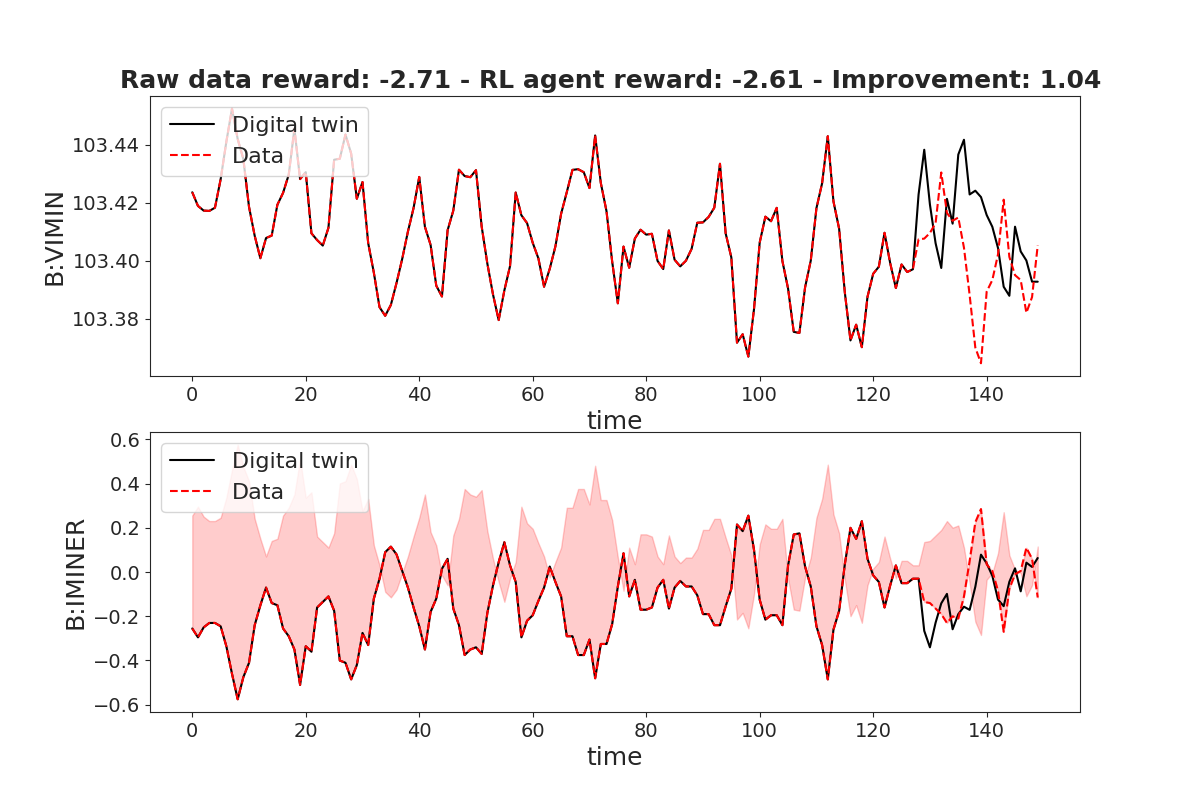 Raw data reward: -2.71 - RL agent reward: -2.61 - Improvement: 1.04
Digital twin
Data
103.44
103.42
103.40
103.38
B:VIMIN
0 20 40 60 80 100 120 140
time
Digital twin
Data
0.6
0.4
0.2
0.0
−0.2
−0.4
−0.6
B:IMINER
0 20 40 60 80 100 120 140
time